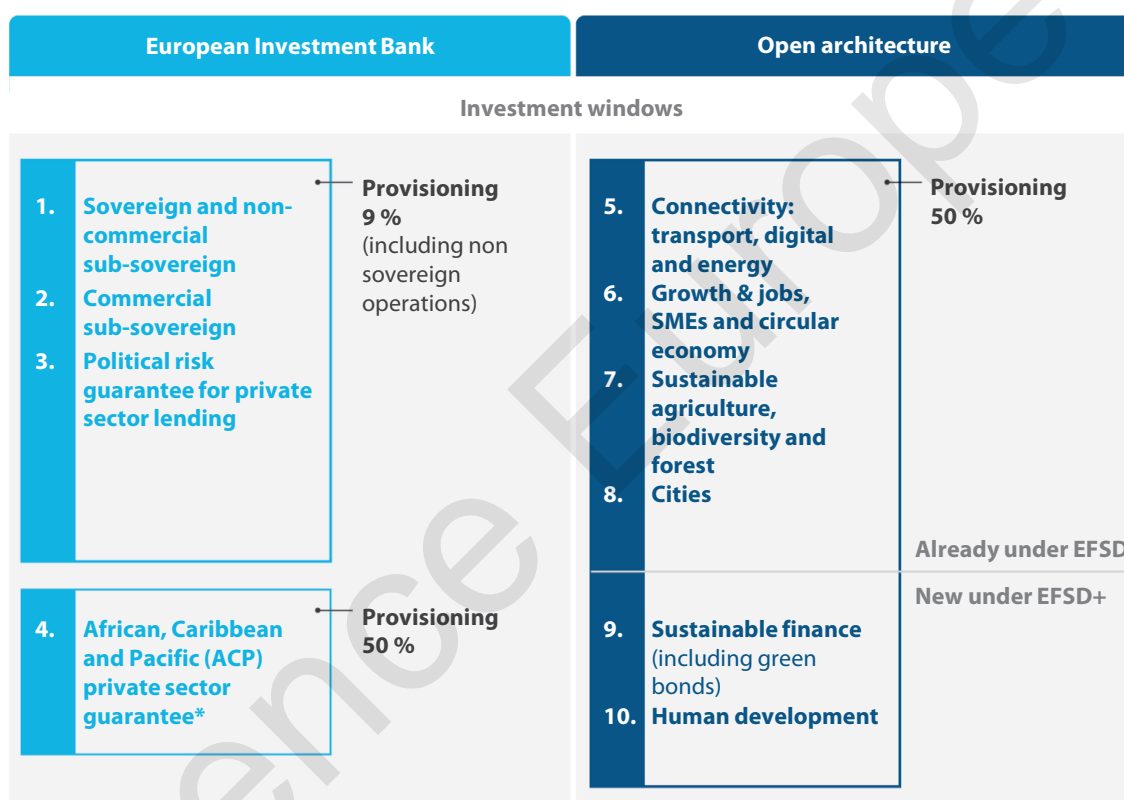 European Investment Bank
Open architecture
Investment windows
1. Sovereign and non-
commercial
sub-sovereign
2. Commercial
sub-sovereign
3. Political risk
guarantee for private
sector lending
Provisioning
9 %
(including non
sovereign
operations)
4. African, Caribbean
and Pacific (ACP)
private sector
guarantee*
Provisioning
50 %
5. Connectivity:
transport, digital
and energy
6. Growth & jobs,
SMEs and circular
economy
7. Sustainable
agriculture,
biodiversity and
forest
8. Cities
Provisioning
50 %
Already under EFSD
New under EFSD+
9. Sustainable finance
(including green
bonds)
10. Human development
ence Europe